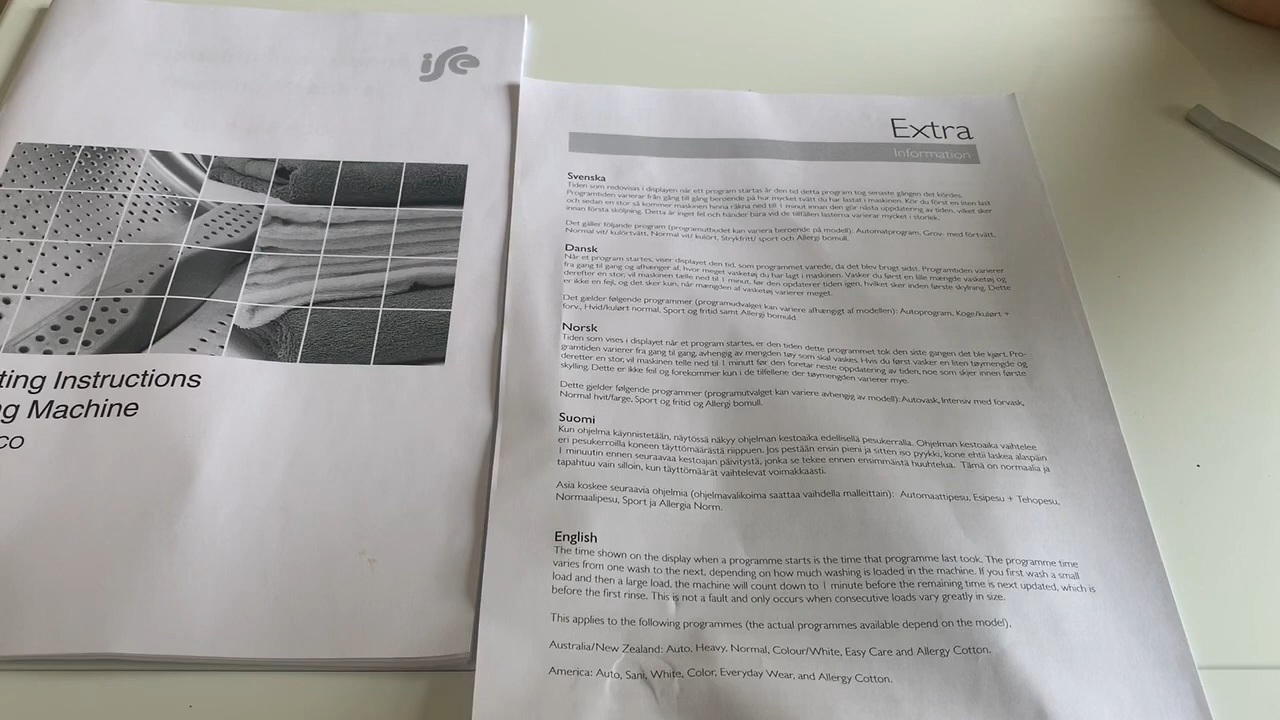 ise
ting Instructions
ng Machine
co
Extra
Information
Svenska
Tiden som redovisas i displayen när ett program startas är den tid detta program tog senaste gången det kördes.
Programtiden varierar från gång till gång beroende på hur mycket tvätt du har lastat i maskinen. Kör du först en liten last
och sedan en stor så kommer maskinen hinna räkna ned till 1 minut innan den gör nästa uppdatering av tiden, vilket sker
innan första sköljning. Detta är inget fel och händer bara vid de tillfällen lasterna varierar mycket i storlek.
Det gäller följande program (programutbudet kan variera beroende på modell): Automatprogram, Grov- med förtvätt,
Normal vit/ kulörtvätt, Normal vit/ kulört, Strykfritt/ sport och Allergi bomull.
Dansk
Når et program startes, viser displayet den tid, som programmet varede, da det blev brugt sidst. Programtiden varierer
fra gang til gang og afhænger af, hvor meget vasketøj du har lagt i maskinen. Vasker du først en lille mængde vasketøj og
derefter en stor, vil maskinen tælle ned til 1 minut, før den opdaterer tiden igen, hvilket sker inden første skylning. Dette
er ikke en fejl, og det sker kun, når mængden af vasketøj varierer meget.
Det gælder følgende programmer (programudvalget kan variere afhængigt af modellen): Autoprogram, Koge/kulørt +
forv., Hvid/kulørt normal, Sport og fritid samt Allergi bomuld.
Norsk
Tiden som vises i displayet når et program startes, er den tiden dette programmet tok den siste gangen det ble kjørt. Pro-
gramtiden varierer fra gang til gang, avhengig av mengden tøy som skal vaskes. Hvis du først vasker en liten tøymengde og
deretter en stor, vil maskinen telle ned til 1 minutt før den foretar neste oppdatering av tiden, noe som skjer innen første
skylling. Dette er ikke feil og forekommer kun i de tilfellene der tøymengden varierer mye.
Dette gjelder følgende programmer (programutvalget kan variere avhengig av modell): Autovask, Intensiv med forvask,
Normal hvit/farge, Sport og fritid og Allergi bomull.
Suomi
Kun ohjelma käynnistetään, näytössä näkyy ohjelman kestoaika edellisellä pesukerralla. Ohjelman kestoaika vaihtelee
eri pesukerroilla koneen täyttömäärästä riippuen. Jos pestään ensin pieni ja sitten iso pyykki, kone ehtii laskea alaspäin
1 minuutin ennen seuraavaa kestoajan päivitystä, jonka se tekee ennen ensimmäistä huuhtelua. Tämä on normaalia ja
tapahtuu vain silloin, kun täyttömäärät vaihtelevat voimakkaasti.
Asia koskee seuraavia ohjelmia (ohjelmavalikoima saattaa vaihdella malleittain): Automaattipesu, Esipesu + Tehopesu,
Normaalipesu, Sport ja Allergia Norm.
English
The time shown on the display when a programme starts is the time that programme last took. The programme time
varies from one wash to the next, depending on how much washing is loaded in the machine. If you first wash a small
load and then a large load, the machine will count down to 1 minute before the remaining time is next updated, which is
before the first rinse. This is not a fault and only occurs when consecutive loads vary greatly in size.
This applies to the following programmes (the actual programmes available depend on the model),
Australia/New Zealand: Auto, Heavy, Normal, Colour/White, Easy Care and Allergy Cotton.
America: Auto, Sani, White, Color, Everyday Wear, and Allergy Cotton.